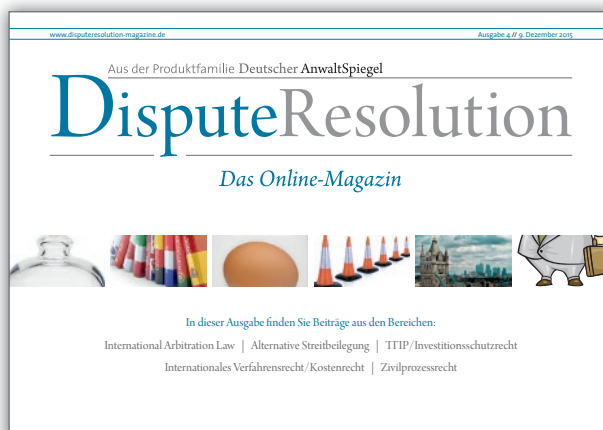 www.disputeresolution-magazine.de Ausgabe 4 // 9. Dezember 2015
Aus der Produktfamilie Deutscher AnwaltSpiegel
DisputeResolution
Das Online-Magazin
In dieser Ausgabe finden Sie Beiträge aus den Bereichen:
International Arbitration Law | Alternative Streitbeilegung | TTIP/Investitionsschutzrecht
Internationales Verfahrensrecht/Kostenrecht | Zivilprozessrecht